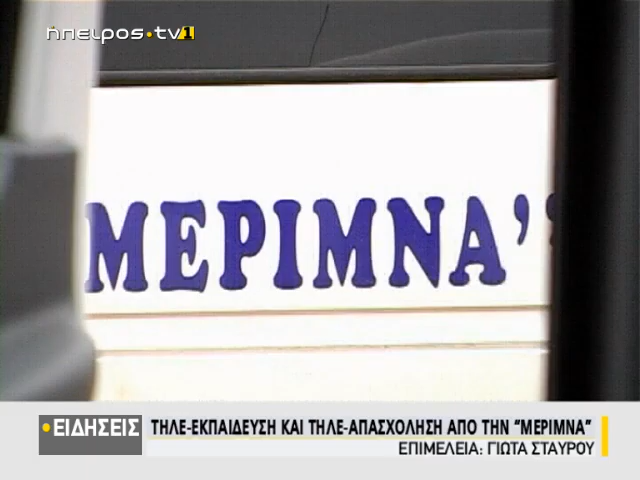 ηπειρος•tv1
ΜΕΡΙΜΝΑ''
•ΕΙΔΗΣΕΙΣ
ΤΗΛΕ-ΕΚΠΑΙΔΕΥΣΗ ΚΑΙ ΤΗΛΕ-ΑΠΑΣΧΟΛΗΣΗ ΑΠΟ ΤΗΝ "ΜΕΡΙΜΝΑ"
ΕΠΙΜΕΛΕΙΑ: ΓΙΩΤΑ ΣΤΑΥΡΟΥ